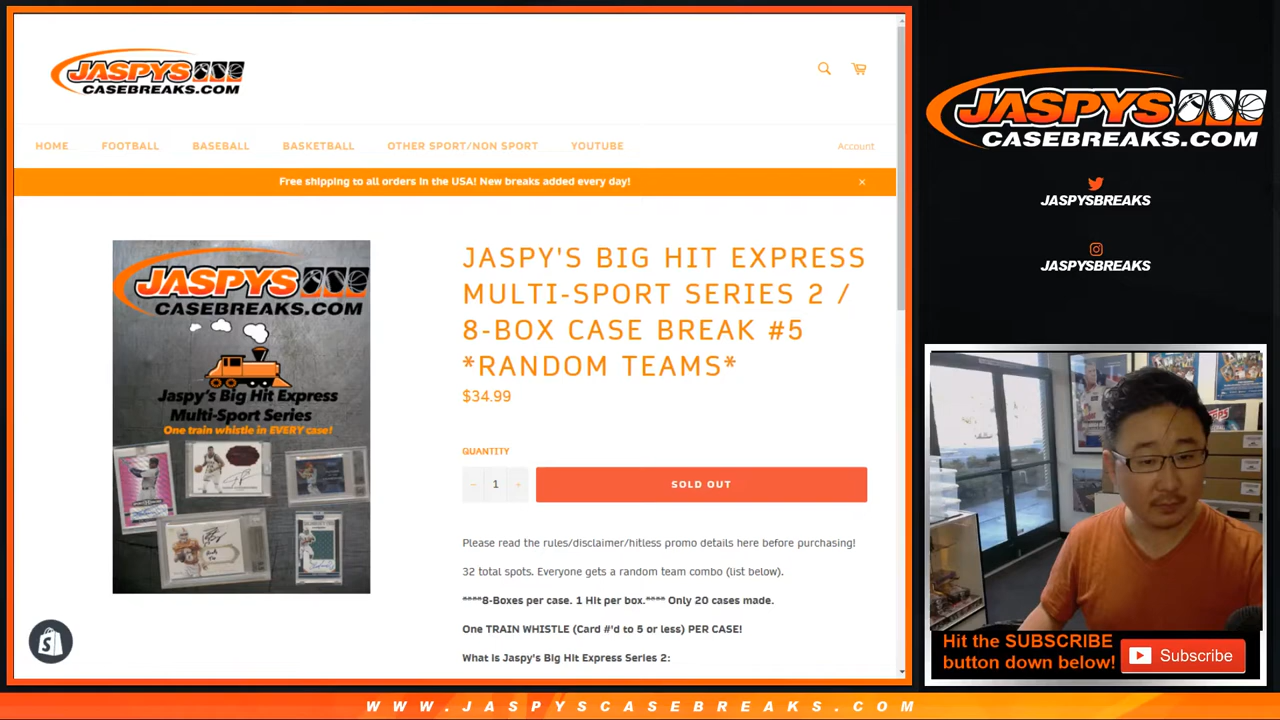 JASPYS
CASEBREAKS.COM
HOME
FOOTBALL
BASEBALL
BASKETBALL
OTHER SPORT/NON SPORT
YOUTUBE
Account
Free shipping to all orders in the USA! New breaks added every day!
JASPYS
CASEBREAKS.COM
Jaspy's Big Hit Express
Multi-Sport Series
One train whistle in EVERY case!
JASPY'S BIG HIT EXPRESS
MULTI-SPORT SERIES 2 /
8-BOX CASE BREAK #5
*RANDOM TEAMS*
$34.99
QUANTITY
− 1 +
SOLD OUT
Please read the rules/disclaimer/hitless promo details here before purchasing!
32 total spots. Everyone gets a random team combo (list below).
****8-Boxes per case. 1 Hit per box.**** Only 20 cases made.
One TRAIN WHISTLE (Card #'d to 5 or less) PER CASE!
What is Jaspy's Big Hit Express Series 2:
JASPYS
CASEBREAKS.COM
JASPYSBREAKS
JASPYSBREAKS
Hit the SUBSCRIBE
button down below!
Subscribe
WWW.JASPYSCASEBREAKS.COM